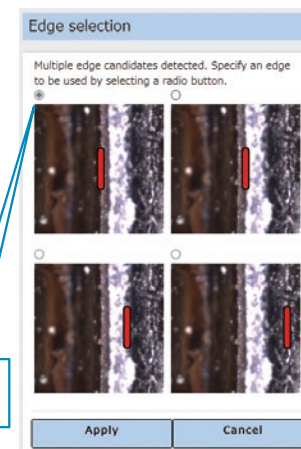 Edge selection
Multiple edge candidates detected. Specify an edge
to be used by selecting a radio button.
Apply
Cancel